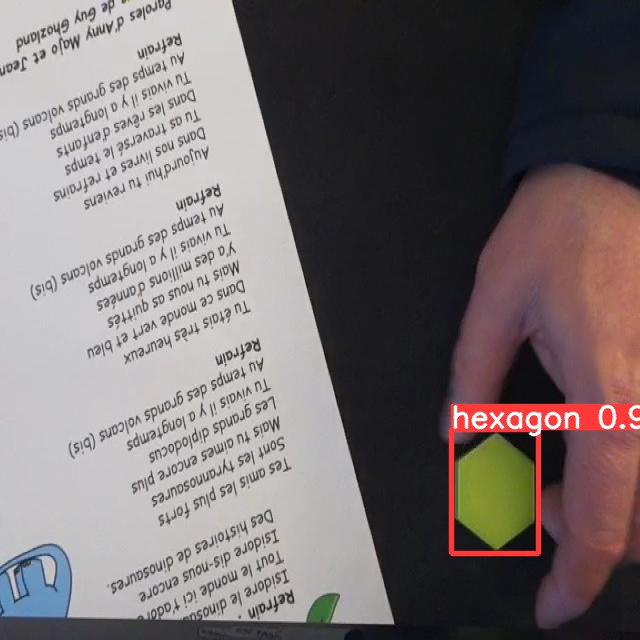 Refrain :
Isidore le dinosau
Tout le monde ici t'adore
Isidore dis-nous encore
Des histoires de dinosaures.
Tes amis les plus forts
Sont les tyrannosaures
Mais tu aimes encore plus
Les grands diplodocus
Tu vivais il y a longtemps
Au temps des grands volcans (bis)
Refrain
Tu étais très heureux
Dans ce monde vert et bleu
Mais tu nous as quittés
Y'a des millions d'années
Tu vivais il y a longtemps
Au temps des grands volcans (bis)
Refrain
Aujourd'hui tu reviens
Dans nos livres et refrains
Tu as traversé le temps
Dans les rêves d'enfants
Tu vivais il y a longtemps
Au temps des grands volcans (bis
Refrain
Paroles d'Anny Majo et Jean
de Guy Ghozland
hexagon 0.9